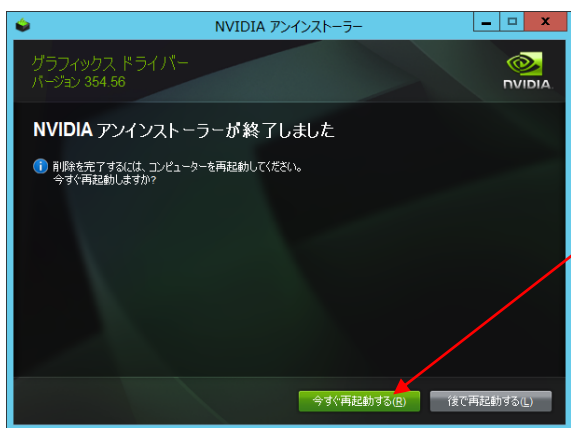 NVIDIA アンインストーラー
グラフィックス ドライバー
バージョン 354.56
NVIDIA
NVIDIA アンインストーラーが終了しました
削除を完了するには、コンピューターを再起動してください。
今すぐ再起動しますか?
今すぐ再起動する(R)
後で再起動する(L)